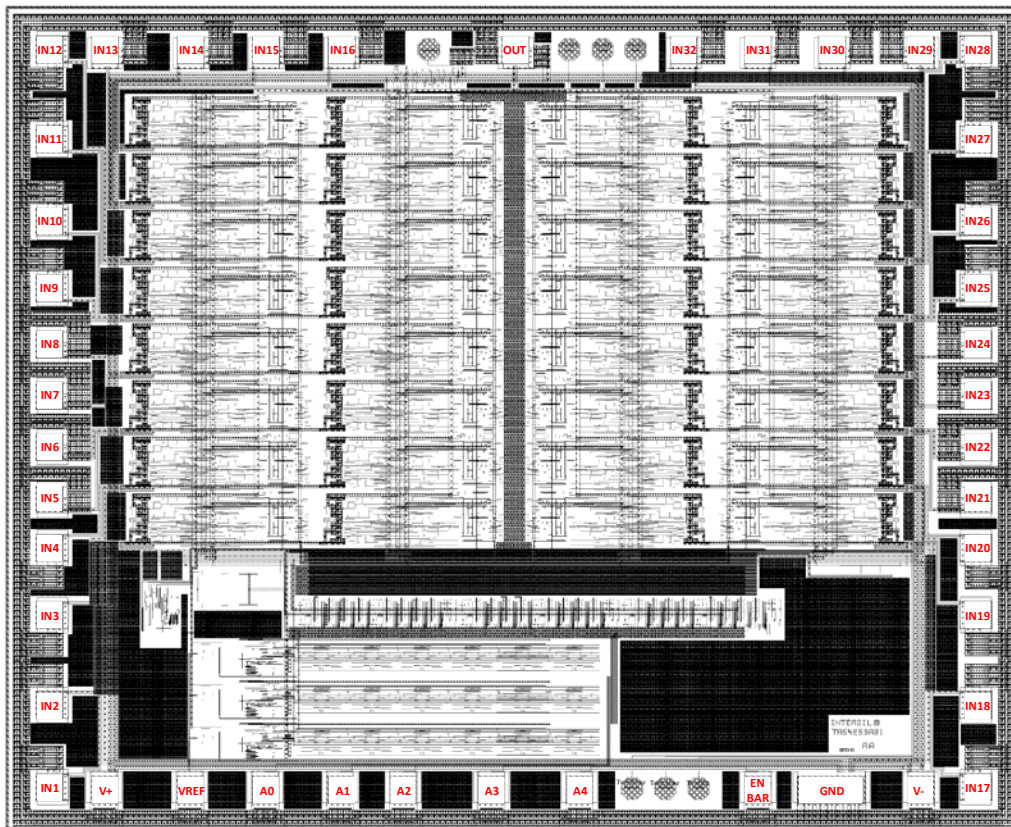 IN12 IN13 IN14 IN15 IN16 OUT IN32 IN31 IN30 IN29 IN28
IN11 IN27
IN10 IN26
IN9 IN25
IN8 IN24
IN7 IN23
IN6 IN22
IN5 IN21
IN4 IN20
IN3 IN19
IN2 IN18
INTERSIL
IN1 V+ VREF A0 A1 A2 A3 A4 EN BAR GND V- IN17